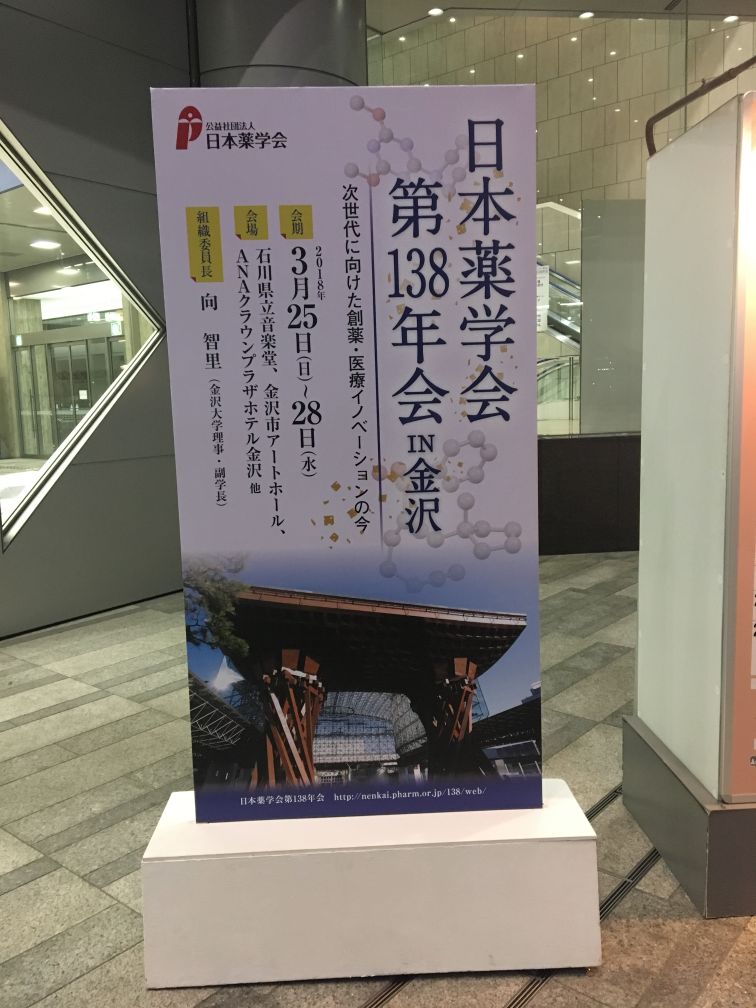 公益社団法人
日本薬学会
日本薬学会
第138年会 IN 金沢
次世代に向けた創薬・医療イノベーションの今
会期
2018年
3月25日(日)~28日(水)
会場
石川県立音楽堂、金沢市アートホール、
ANAクラウンプラザホテル金沢 他
組織委員長
向 智里(金沢大学理事・副学長)
日本薬学会第138年会 http://nenkai.pharm.or.jp/138/web/